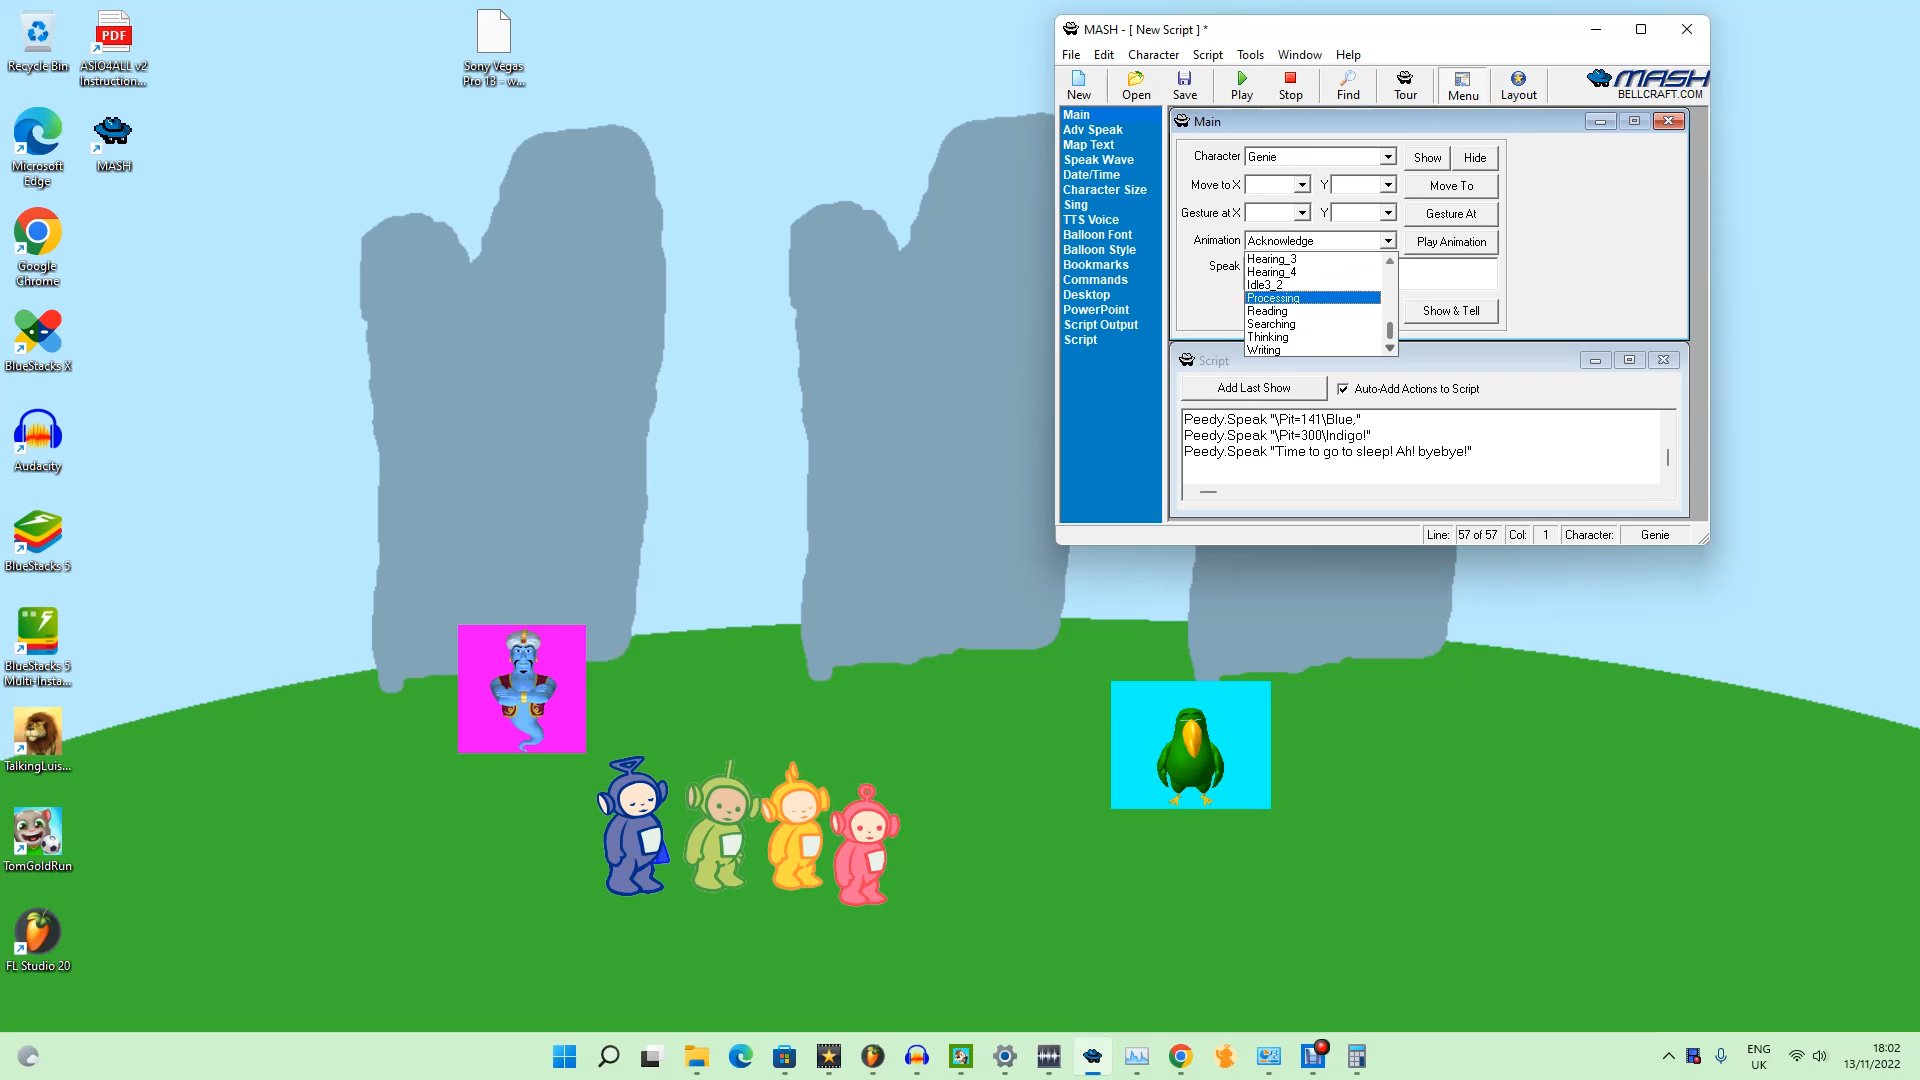 Recycle Bin
PDF
ASIO4ALL v2
Instruction...
Sony Vegas
Pro 13 - w...
Microsoft
Edge
MASH
Google
Chrome
BlueStacks X
Audacity
BlueStacks 5
BlueStacks 5
Multi-Insta...
TalkingLuis...
TomGoldRun
FL Studio 20
MASH - [ New Script ] *
File Edit Character Script Tools Window Help
New Open Save Play Stop Find Tour Menu Layout
MASH
BELLCRAFT.COM
Main
Adv Speak
Map Text
Speak Wave
Date/Time
Character Size
Sing
TTS Voice
Balloon Font
Balloon Style
Bookmarks
Commands
Desktop
PowerPoint
Script Output
Script
Main
Character Genie Show Hide
Move to X Y Move To
Gesture at X Y Gesture At
Animation Acknowledge Play Animation
Speak
Hearing_3
Hearing_4
Idle3_2
Processing
Reading
Searching
Thinking
Writing
Show & Tell
Script
Add Last Show Auto-Add Actions to Script
Peedy.Speak "\Pit=141\Blue,"
Peedy.Speak "\Pit=300\Indigo!"
Peedy.Speak "Time to go to sleep! Ah! byebye!"
Line: 57 of 57 Col: 1 Character: Genie
ENG
UK
18:02
13/11/2022